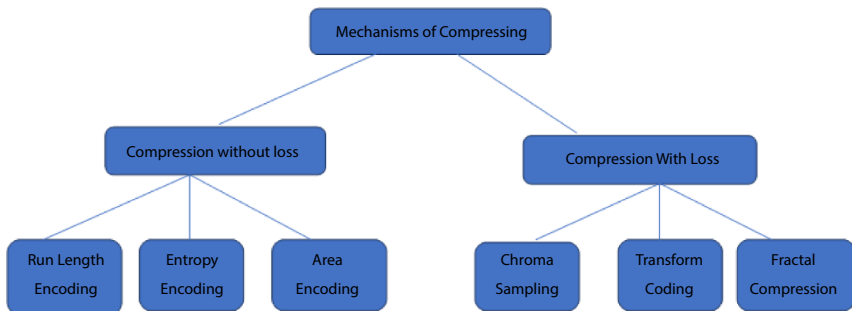 Mechanisms of Compressing
Compression without loss
Compression With Loss
Run Length
Encoding
Entropy
Encoding
Area
Encoding
Chroma
Sampling
Transform
Coding
Fractal
Compression